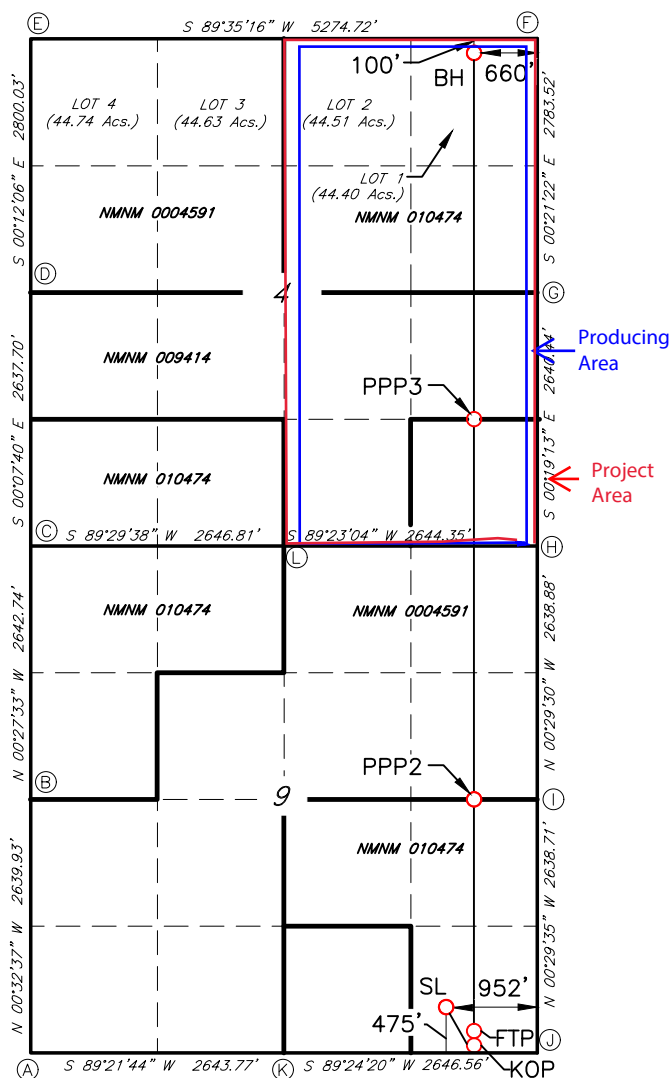 E
S 89°35'16" W 5274.72'
F
100'
BH
660'
2800.03'
S 00°12'06" E
2783.52'
S 00°21'22" E
LOT 4
(44.74 Acs.)
LOT 3
(44.63 Acs.)
LOT 2
(44.51 Acs.)
LOT 1
(44.40 Acs.)
NMNM 0004591
NMNM 010474
D
4
G
Producing
Area
2637.70'
S 00°07'40" E
NMNM 009414
PPP3
S 00°19'13" E
NMNM 010474
Project
Area
C
S 89°29'38" W 2646.81'
S 89°23'04" W 2644.35'
H
L
2642.74'
N 00°27'33" W
NMNM 010474
NMNM 0004591
2638.88'
N 00°29'30" W
B
PPP2
9
I
2639.93'
N 00°32'37" W
NMNM 010474
2638.71'
N 00°29'35" W
SL
952'
475'
FTP
J
KOP
A
S 89°21'44" W 2643.77'
K
S 89°24'20" W 2646.56'